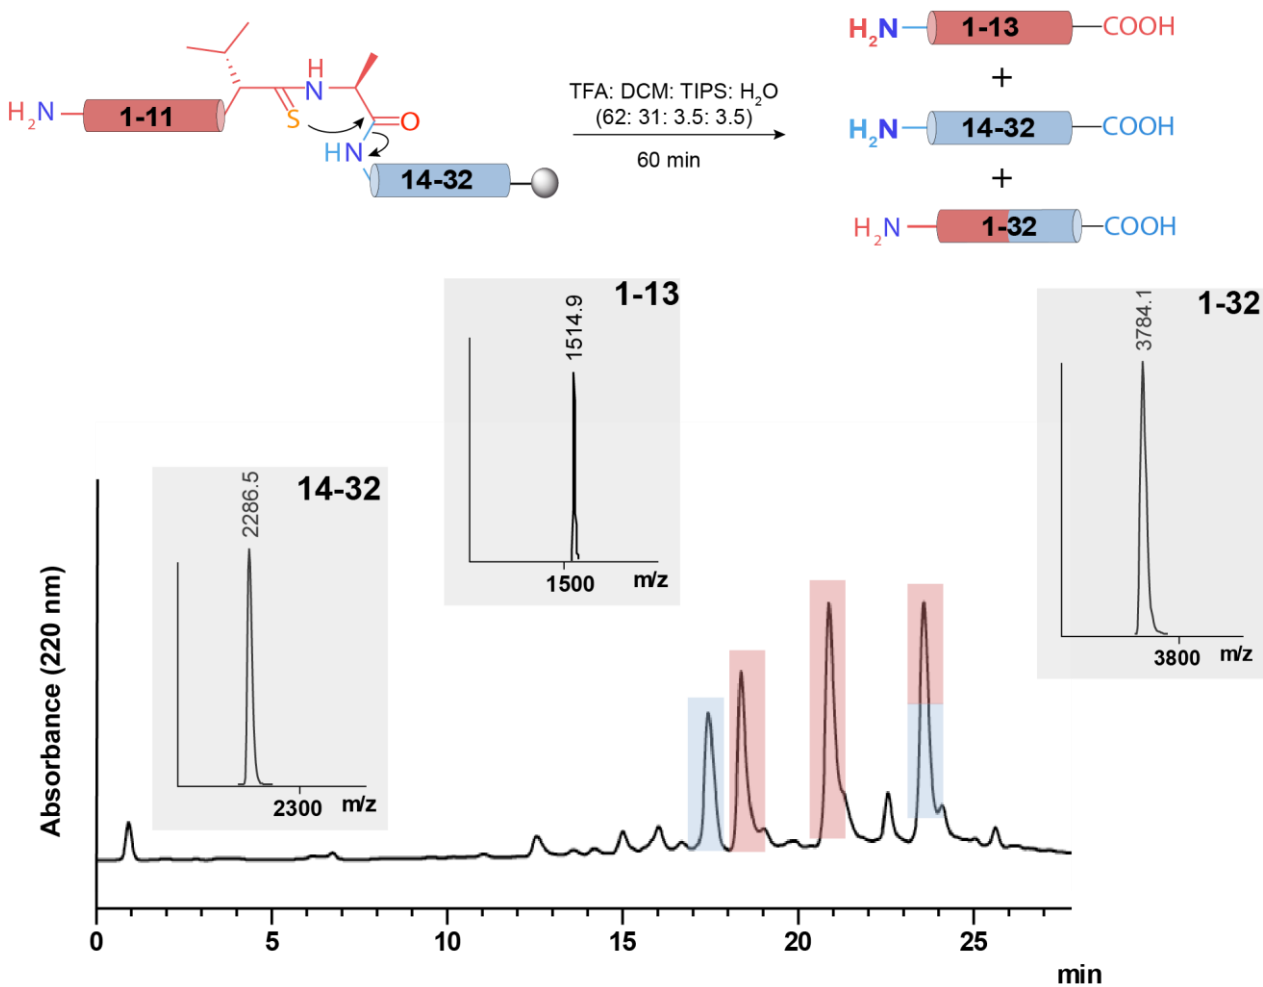 H₂N
1-11
H
N
S
O
HN
14-32
TFA: DCM: TIPS: H₂O
(62: 31: 3.5: 3.5)
60 min
H₂N 1-13 COOH
+
H₂N 14-32 COOH
+
H₂N 1-32 COOH
14-32
2286.5
2300 m/z
1-13
1514.9
1500 m/z
1-32
3784.1
3800 m/z
Absorbance (220 nm)
0 5 10 15 20 25
min